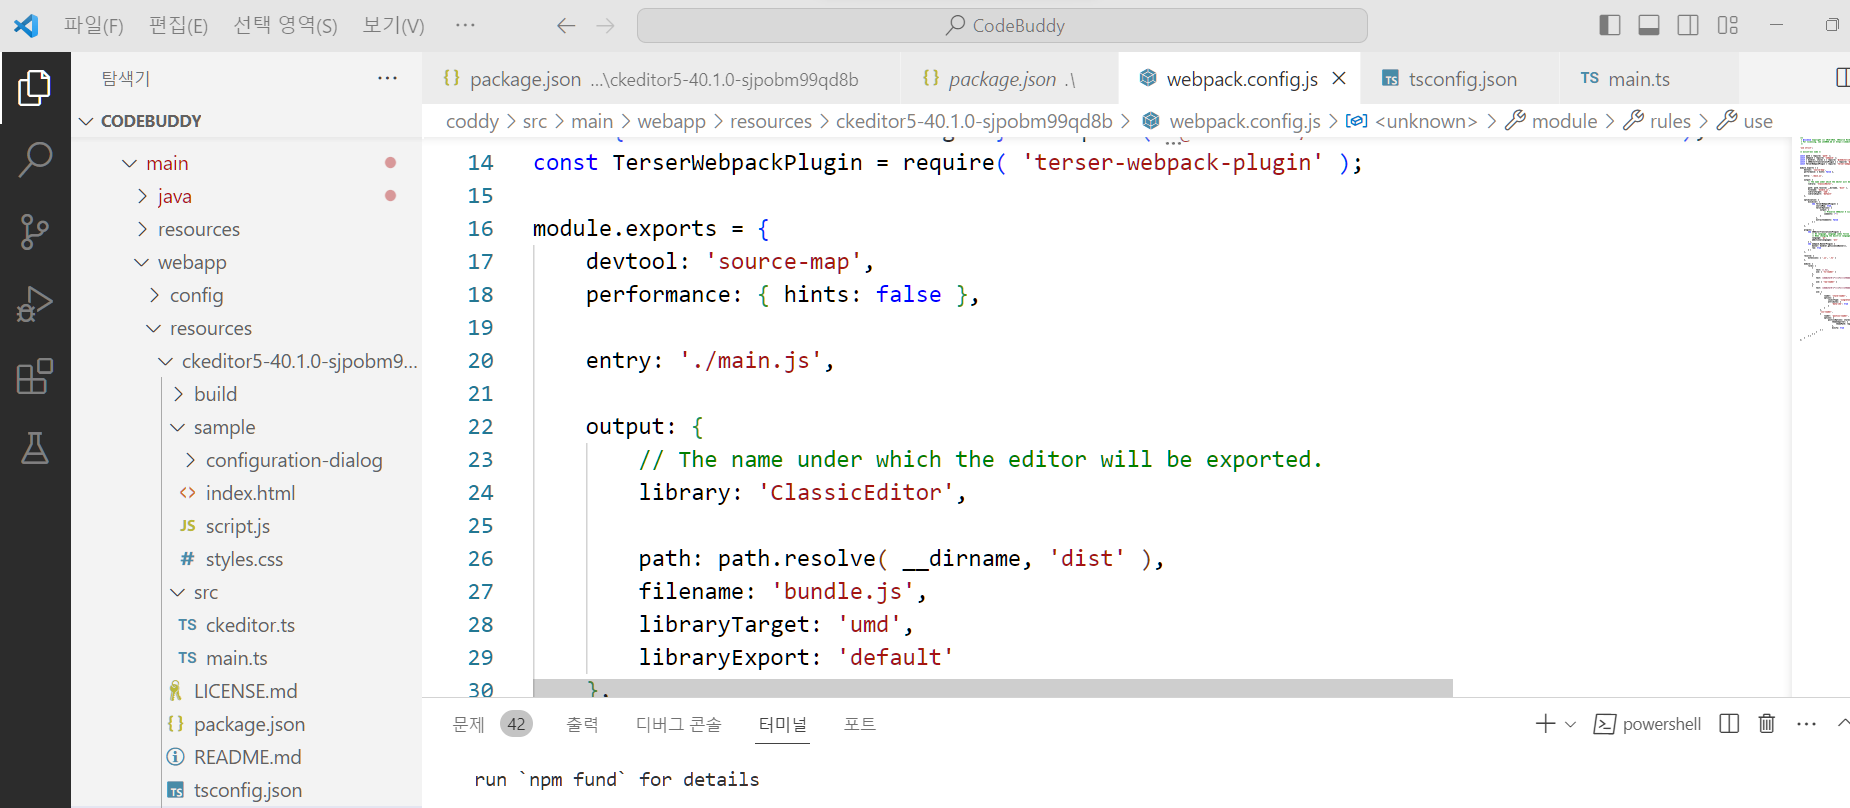 파일(F) 편집(E) 선택 영역(S) 보기(V) ··· CodeBuddy
탐색기 ···
CODEBUDDY
main
java
resources
webapp
config
resources
ckeditor5-40.1.0-sjpobm9...
build
sample
configuration-dialog
<> index.html
JS script.js
# styles.css
src
TS ckeditor.ts
TS main.ts
LICENSE.md
{} package.json
README.md
TS tsconfig.json
{} package.json ...\ckeditor5-40.1.0-sjpobm99qd8b {} package.json .\ webpack.config.js TS tsconfig.json TS main.ts
coddy > src > main > webapp > resources > ckeditor5-40.1.0-sjpobm99qd8b > webpack.config.js > <unknown> > module > rules > use
14 const TerserWebpackPlugin = require( 'terser-webpack-plugin' );
15
16 module.exports = {
17 devtool: 'source-map',
18 performance: { hints: false },
19
20 entry: './main.js',
21
22 output: {
23 // The name under which the editor will be exported.
24 library: 'ClassicEditor',
25
26 path: path.resolve( __dirname, 'dist' ),
27 filename: 'bundle.js',
28 libraryTarget: 'umd',
29 libraryExport: 'default'
30 },
문제 42 출력 디버그 콘솔 터미널 포트 powershell ···
run `npm fund` for details